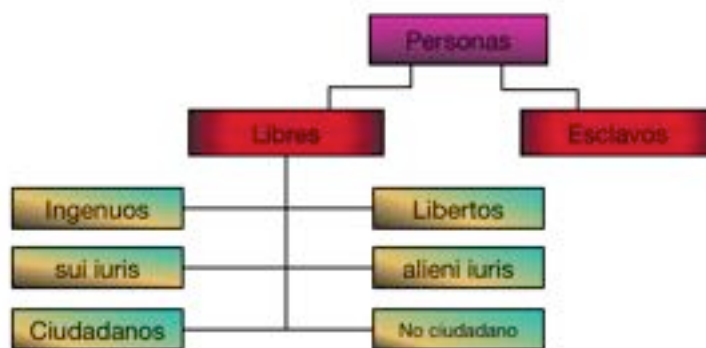 Personas
Libres
Esclavos
Ingenuos
Libertos
sui iuris
alieni iuris
Ciudadanos
No ciudadano